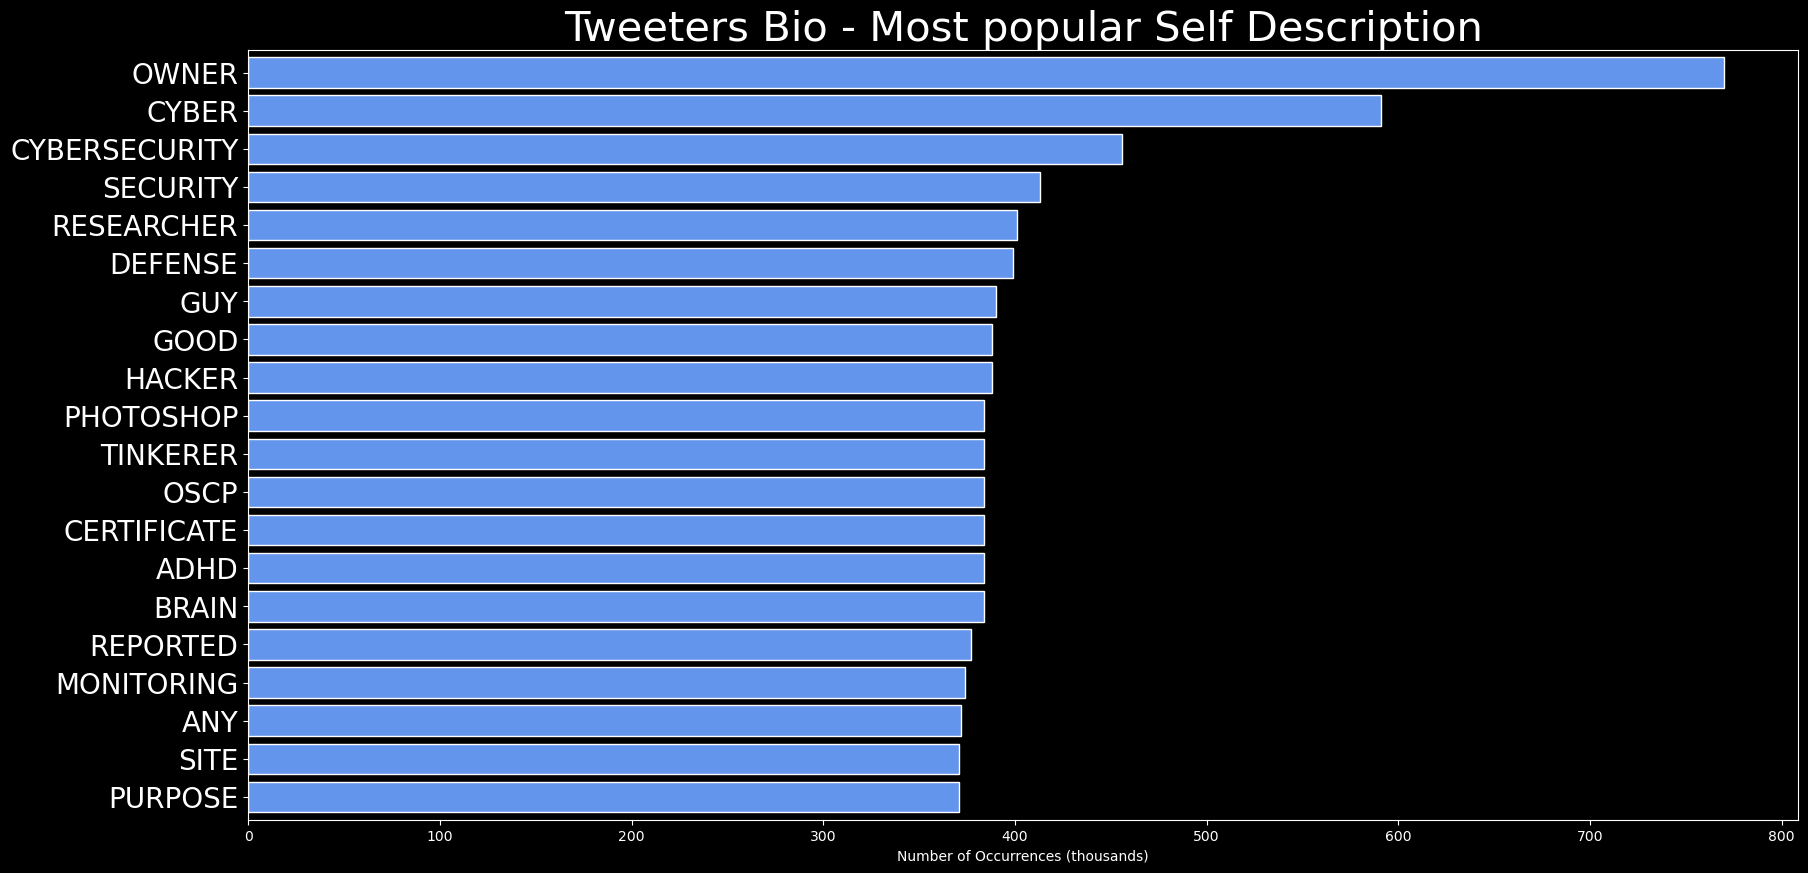 Tweeters Bio - Most popular Self Description
OWNER
CYBER
CYBERSECURITY
SECURITY
RESEARCHER
DEFENSE
GUY
GOOD
HACKER
PHOTOSHOP
TINKERER
OSCP
CERTIFICATE
ADHD
BRAIN
REPORTED
MONITORING
ANY
SITE
PURPOSE
0 100 200 300 400 500 600 700 800
Number of Occurrences (thousands)